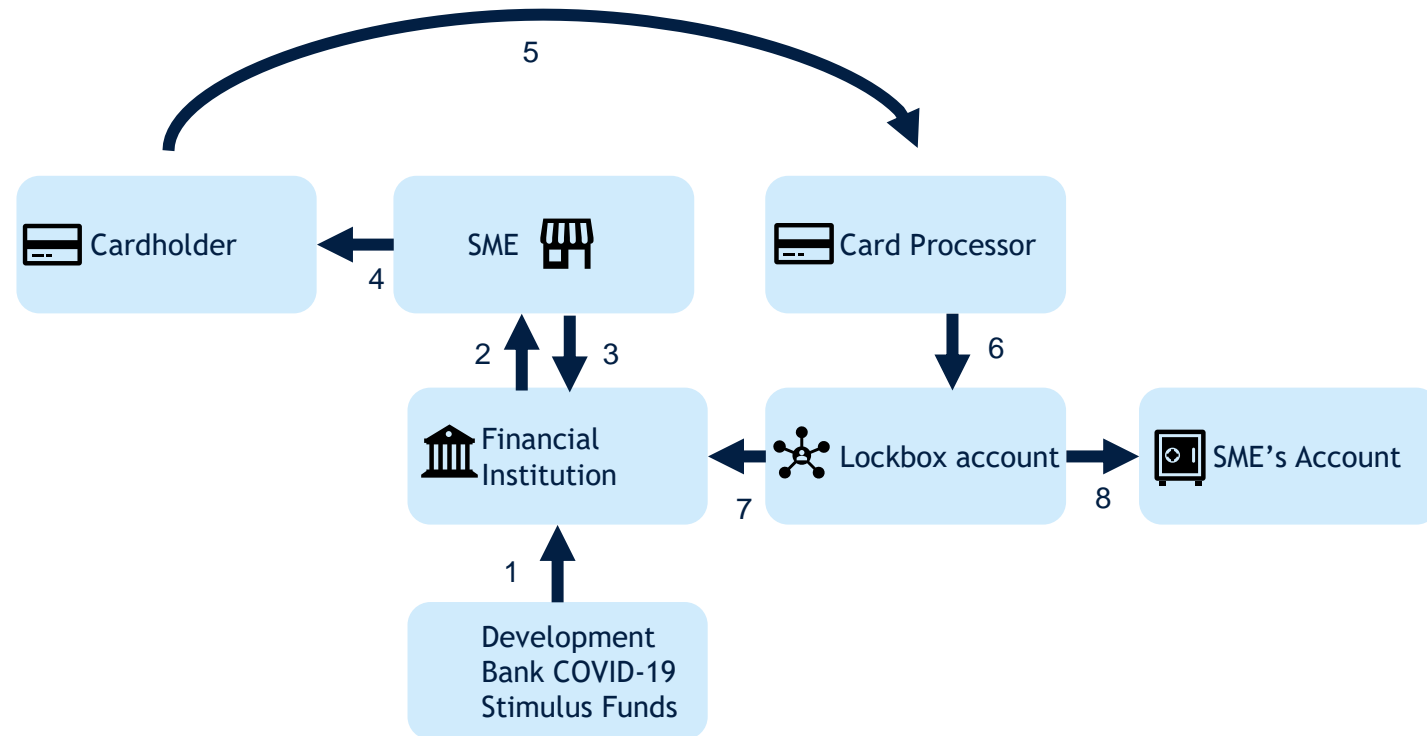 5
Cardholder
4
SME
Card Processor
2
3
6
Financial
Institution
7
Lockbox account
8
SME's Account
1
Development
Bank COVID-19
Stimulus Funds